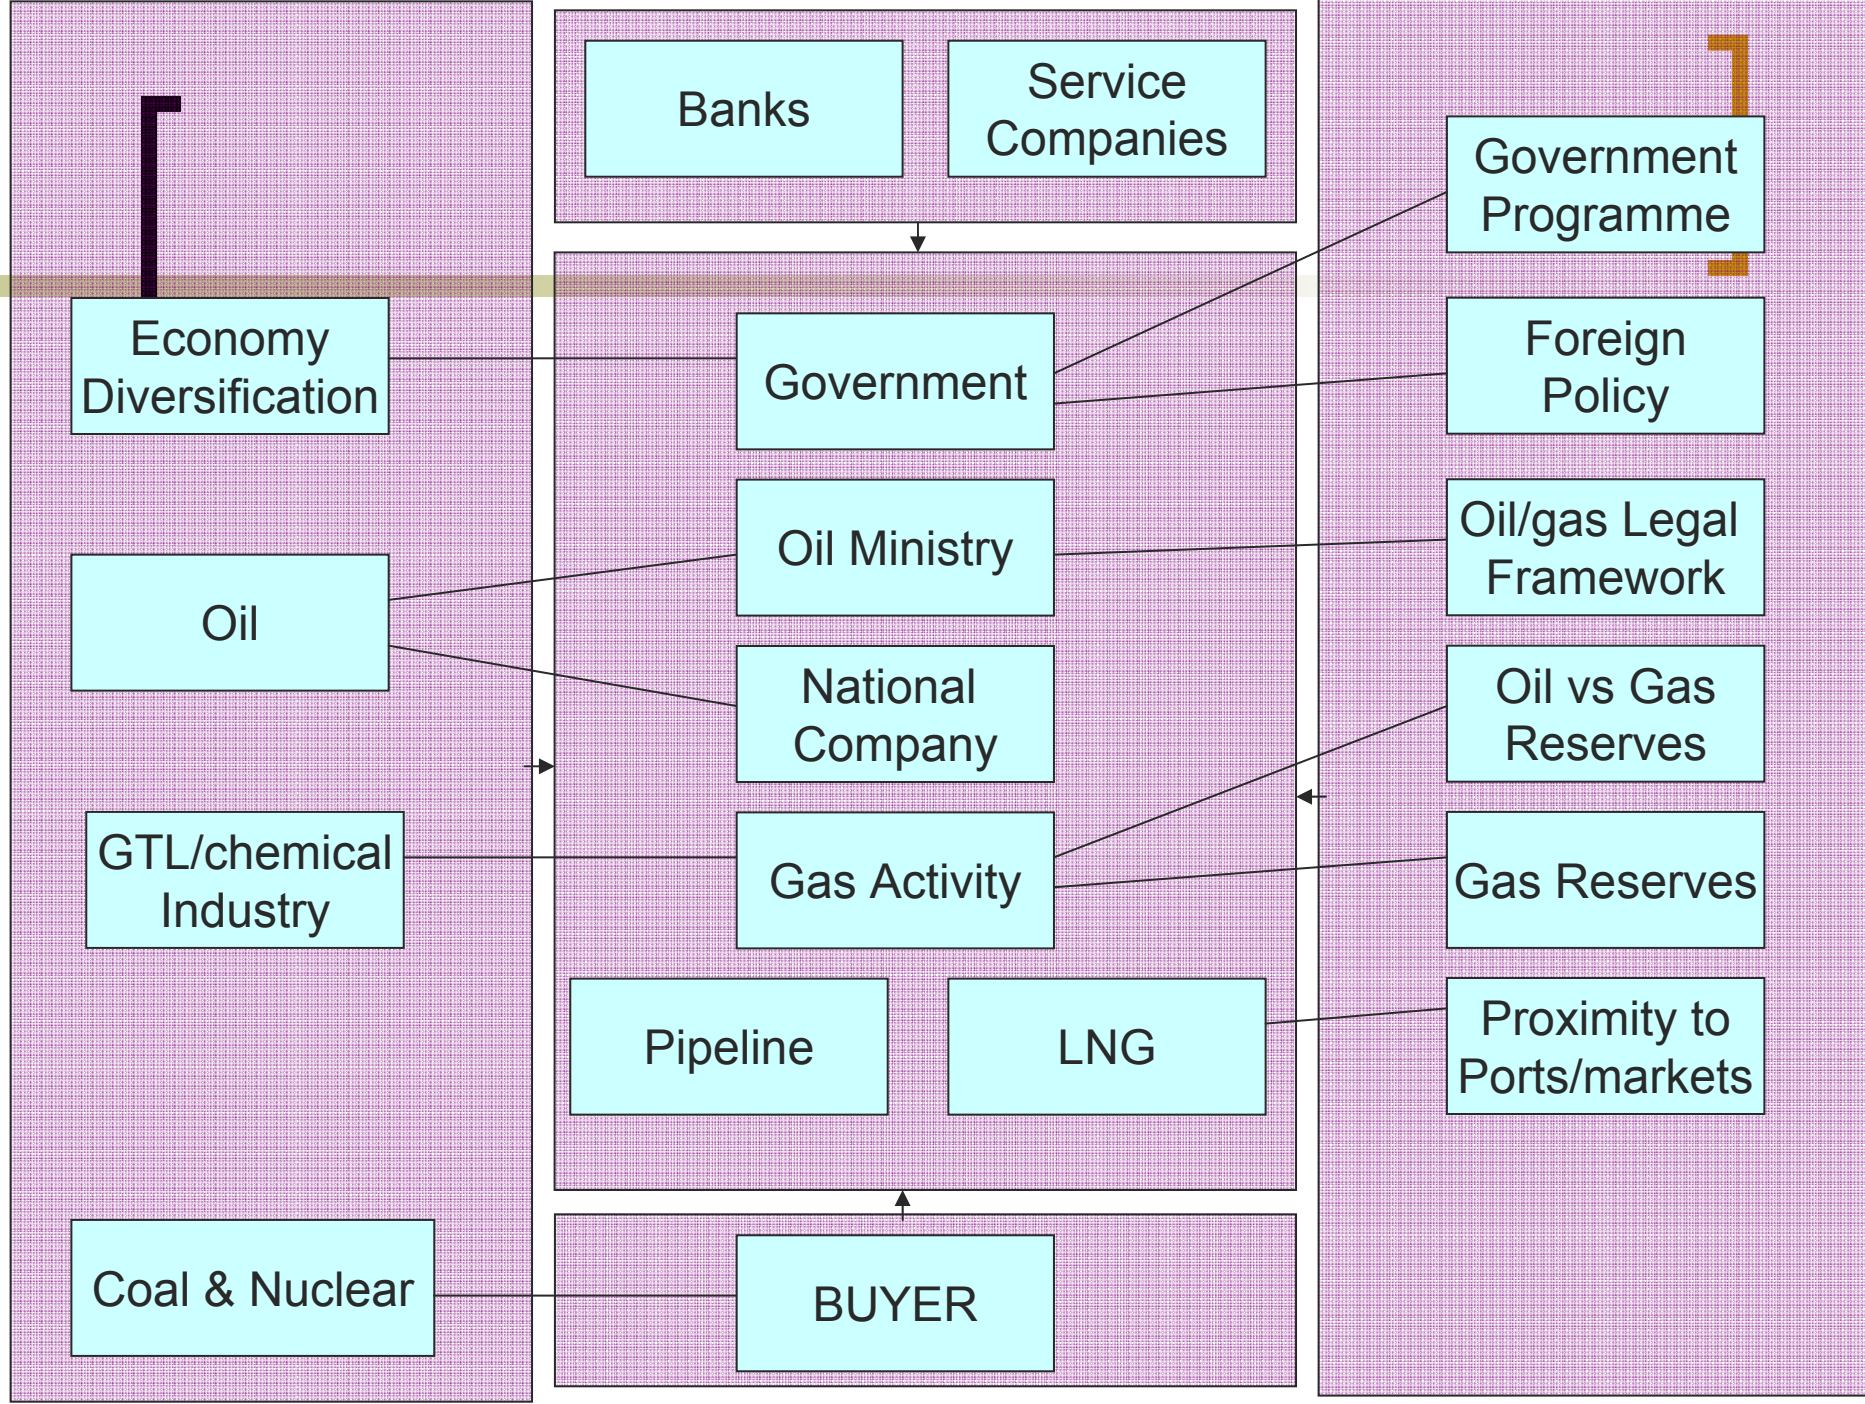 Banks
Service
Companies
Government
Programme
Economy
Diversification
Government
Foreign
Policy
Oil Ministry
Oil/gas Legal
Framework
Oil
National
Company
Oil vs Gas
Reserves
GTL/chemical
Industry
Gas Activity
Gas Reserves
Pipeline
LNG
Proximity to
Ports/markets
Coal & Nuclear
BUYER